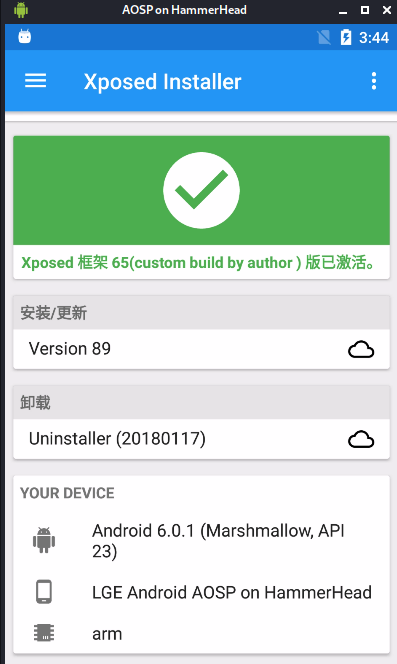 AOSP on HammerHead
3:44
Xposed Installer
Xposed 框架 65(custom build by author ) 版已激活。
安装/更新
Version 89
卸载
Uninstaller (20180117)
YOUR DEVICE
Android 6.0.1 (Marshmallow, API
23)
LGE Android AOSP on HammerHead
arm